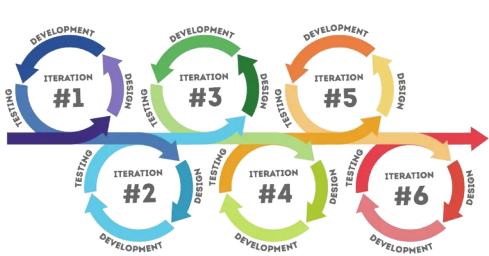 DEVELOPMENT
TESTING
ITERATION
#1
DESIGN
DEVELOPMENT
TESTING
ITERATION
#3
DESIGN
DEVELOPMENT
TESTING
ITERATION
#5
DESIGN
TESTING
ITERATION
#2
DESIGN
DEVELOPMENT
TESTING
ITERATION
#4
DESIGN
DEVELOPMENT
TESTING
ITERATION
#6
DESIGN
DEVELOPMENT